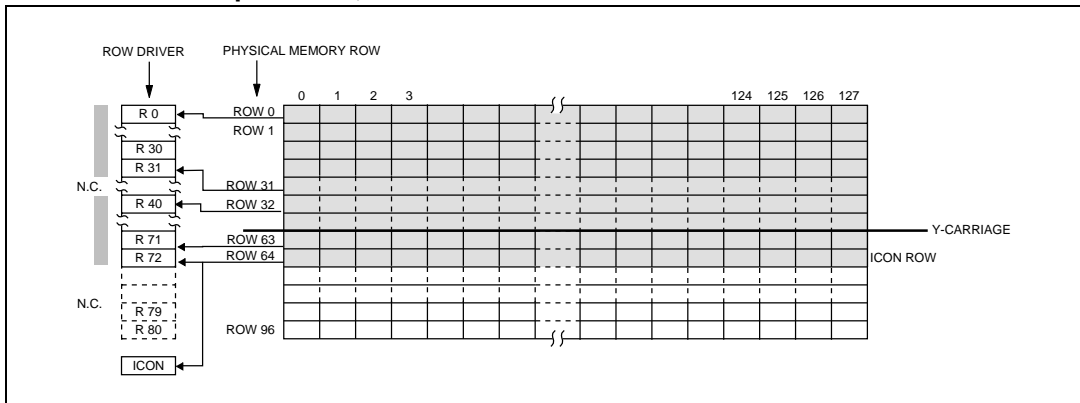 ROW DRIVER PHYSICAL MEMORY ROW
0 1 2 3 124 125 126 127
R 0 ROW 0
ROW 1
R 30
R 31
N.C. ROW 31
R 40 ROW 32
Y-CARRIAGE
R 71 ROW 63
R 72 ROW 64 ICON ROW
N.C.
R 79
R 80 ROW 96
ICON